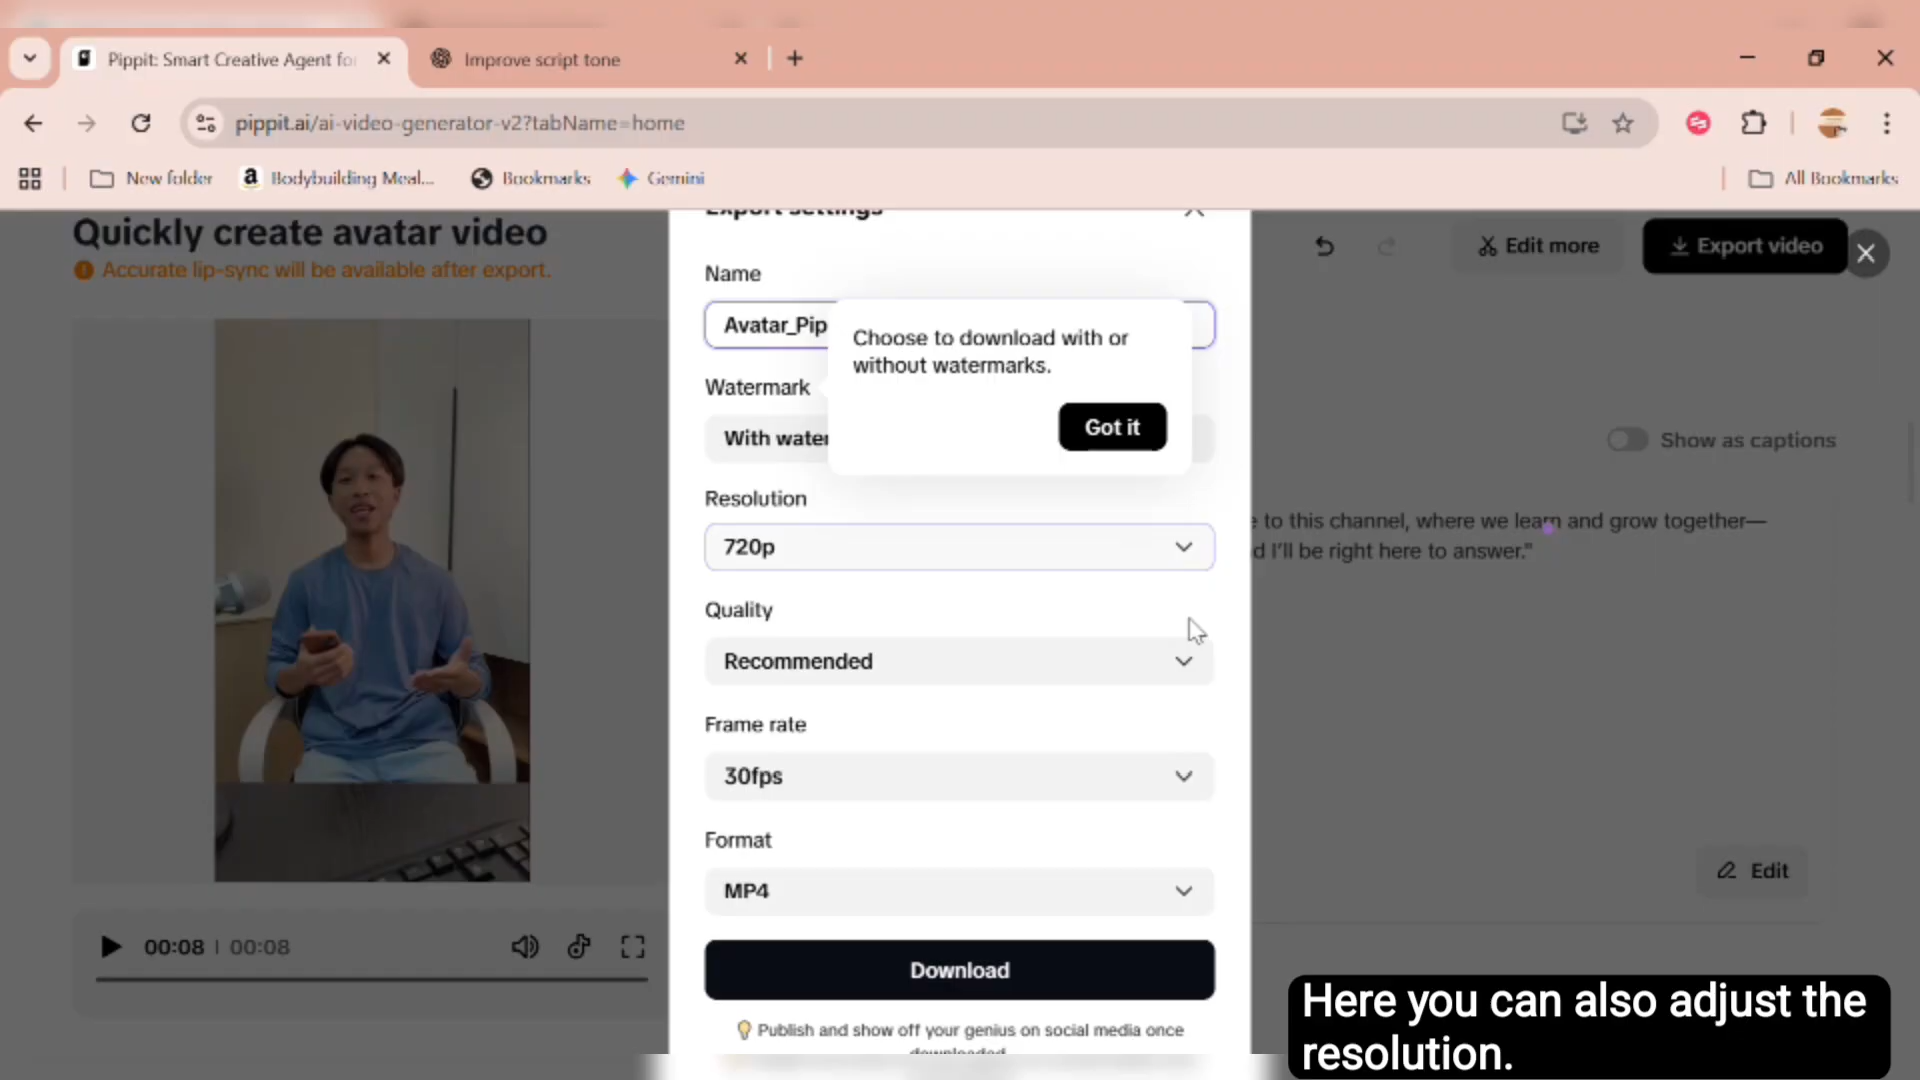 Pippit: Smart Creative Agent for
Improve script tone
pippit.ai/ai-video-generator-v2?tabName=home
New folder
Bodybuilding Meal...
Bookmarks
Gemini
All Bookmarks
Quickly create avatar video
Accurate lip-sync will be available after export.
Export settings
Edit more
Export video
Name
Avatar_Pip
Choose to download with or
without watermarks.
Got it
Watermark
With water
Show as captions
Resolution
720p
to this channel, where we learn and grow together—
I'll be right here to answer."
Quality
Recommended
Frame rate
30fps
Format
MP4
Edit
00:08 | 00:08
Download
Publish and show off your genius on social media once
downloaded
Here you can also adjust the
resolution.